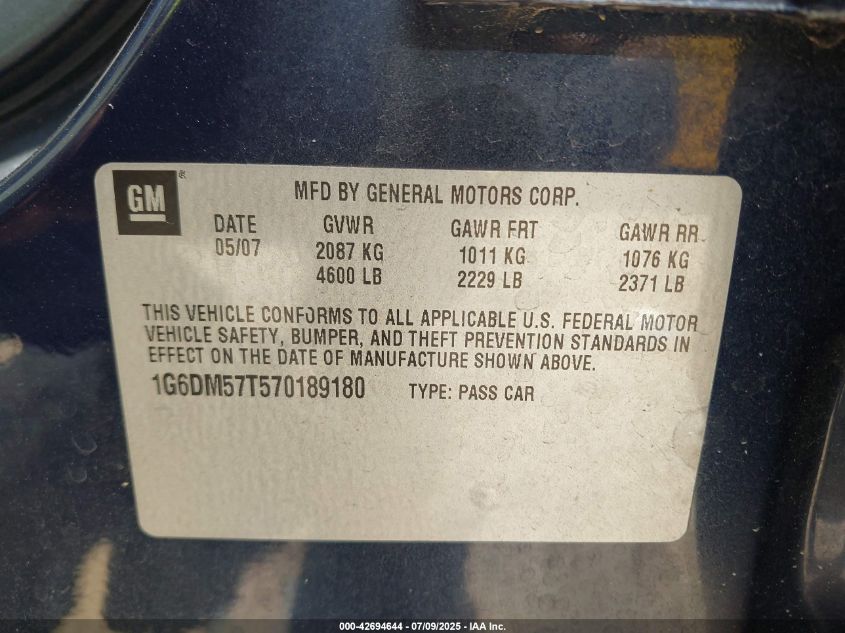 GM ®
MFD BY GENERAL MOTORS CORP.
DATE GVWR GAWR FRT GAWR RR
05/07 2087 KG 1011 KG 1076 KG
4600 LB 2229 LB 2371 LB
THIS VEHICLE CONFORMS TO ALL APPLICABLE U.S. FEDERAL MOTOR
VEHICLE SAFETY, BUMPER, AND THEFT PREVENTION STANDARDS IN
EFFECT ON THE DATE OF MANUFACTURE SHOWN ABOVE.
1G6DM57T570189180 TYPE: PASS CAR
000-42694644 - 07/09/2025 - IAA Inc.